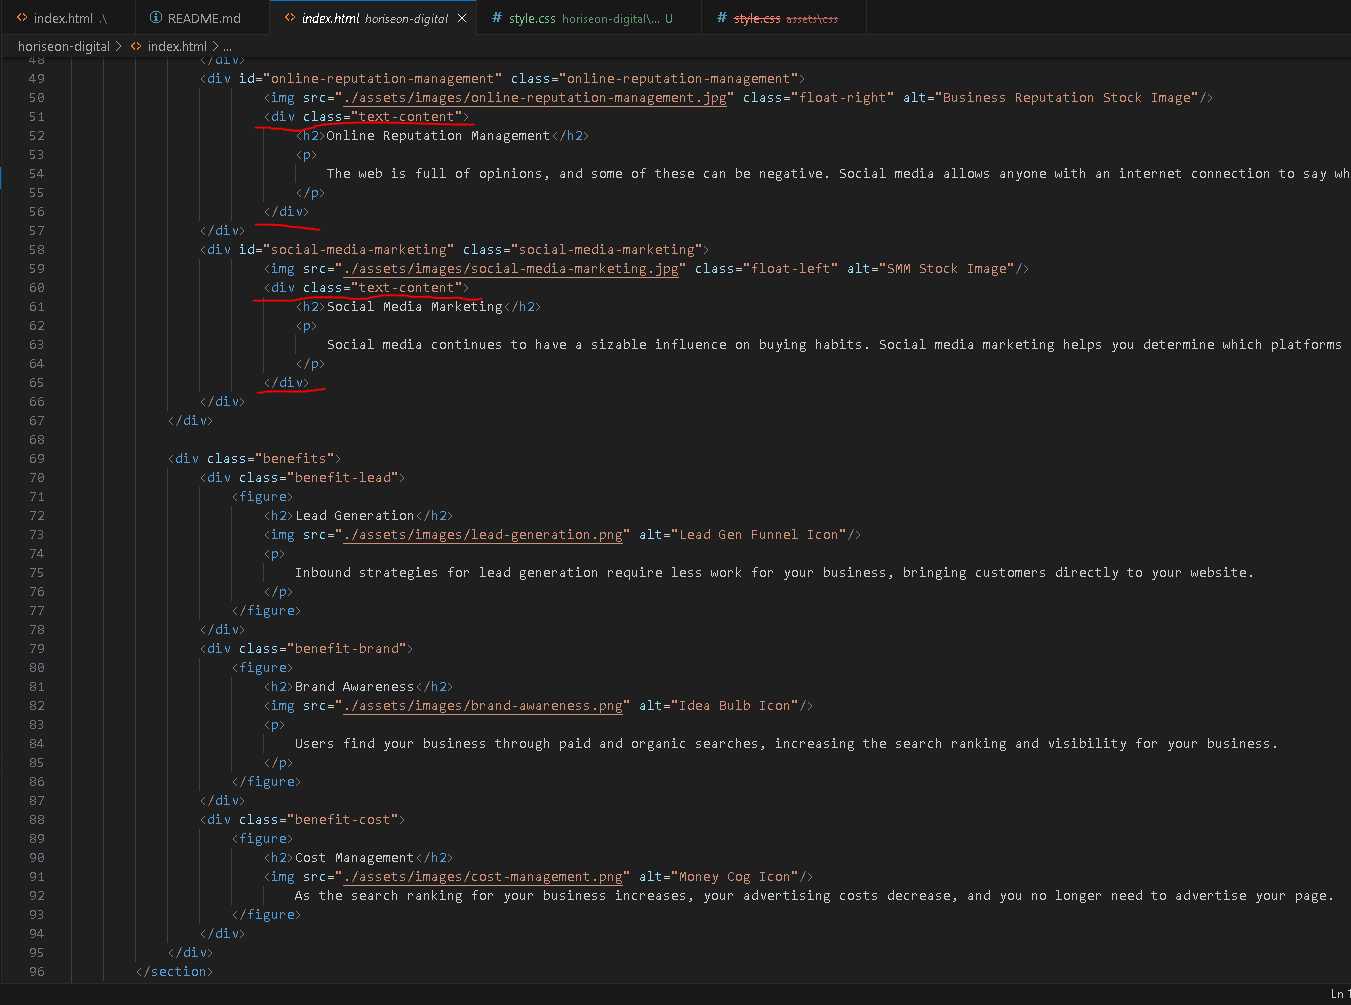 index.html .\ README.md index.html horiseon-digital style.css horiseon-digital\... U style.css assets\css
horiseon-digital > index.html > ...
48 </div>
49 <div id="online-reputation-management" class="online-reputation-management">
50 <img src="./assets/images/online-reputation-management.jpg" class="float-right" alt="Business Reputation Stock Image"/>
51 <div class="text-content">
52 <h2>Online Reputation Management</h2>
53 <p>
54 The web is full of opinions, and some of these can be negative. Social media allows anyone with an internet connection to say wh
55 </p>
56 </div>
57 </div>
58 <div id="social-media-marketing" class="social-media-marketing">
59 <img src="./assets/images/social-media-marketing.jpg" class="float-left" alt="SMM Stock Image"/>
60 <div class="text-content">
61 <h2>Social Media Marketing</h2>
62 <p>
63 Social media continues to have a sizable influence on buying habits. Social media marketing helps you determine which platforms
64 </p>
65 </div>
66 </div>
67 </div>
68
69 <div class="benefits">
70 <div class="benefit-lead">
71 <figure>
72 <h2>Lead Generation</h2>
73 <img src="./assets/images/lead-generation.png" alt="Lead Gen Funnel Icon"/>
74 <p>
75 Inbound strategies for lead generation require less work for your business, bringing customers directly to your website.
76 </p>
77 </figure>
78 </div>
79 <div class="benefit-brand">
80 <figure>
81 <h2>Brand Awareness</h2>
82 <img src="./assets/images/brand-awareness.png" alt="Idea Bulb Icon"/>
83 <p>
84 Users find your business through paid and organic searches, increasing the search ranking and visibility for your business.
85 </p>
86 </figure>
87 </div>
88 <div class="benefit-cost">
89 <figure>
90 <h2>Cost Management</h2>
91 <img src="./assets/images/cost-management.png" alt="Money Cog Icon"/>
92 As the search ranking for your business increases, your advertising costs decrease, and you no longer need to advertise your page.
93 </figure>
94 </div>
95 </div>
96 </section>
Ln 1